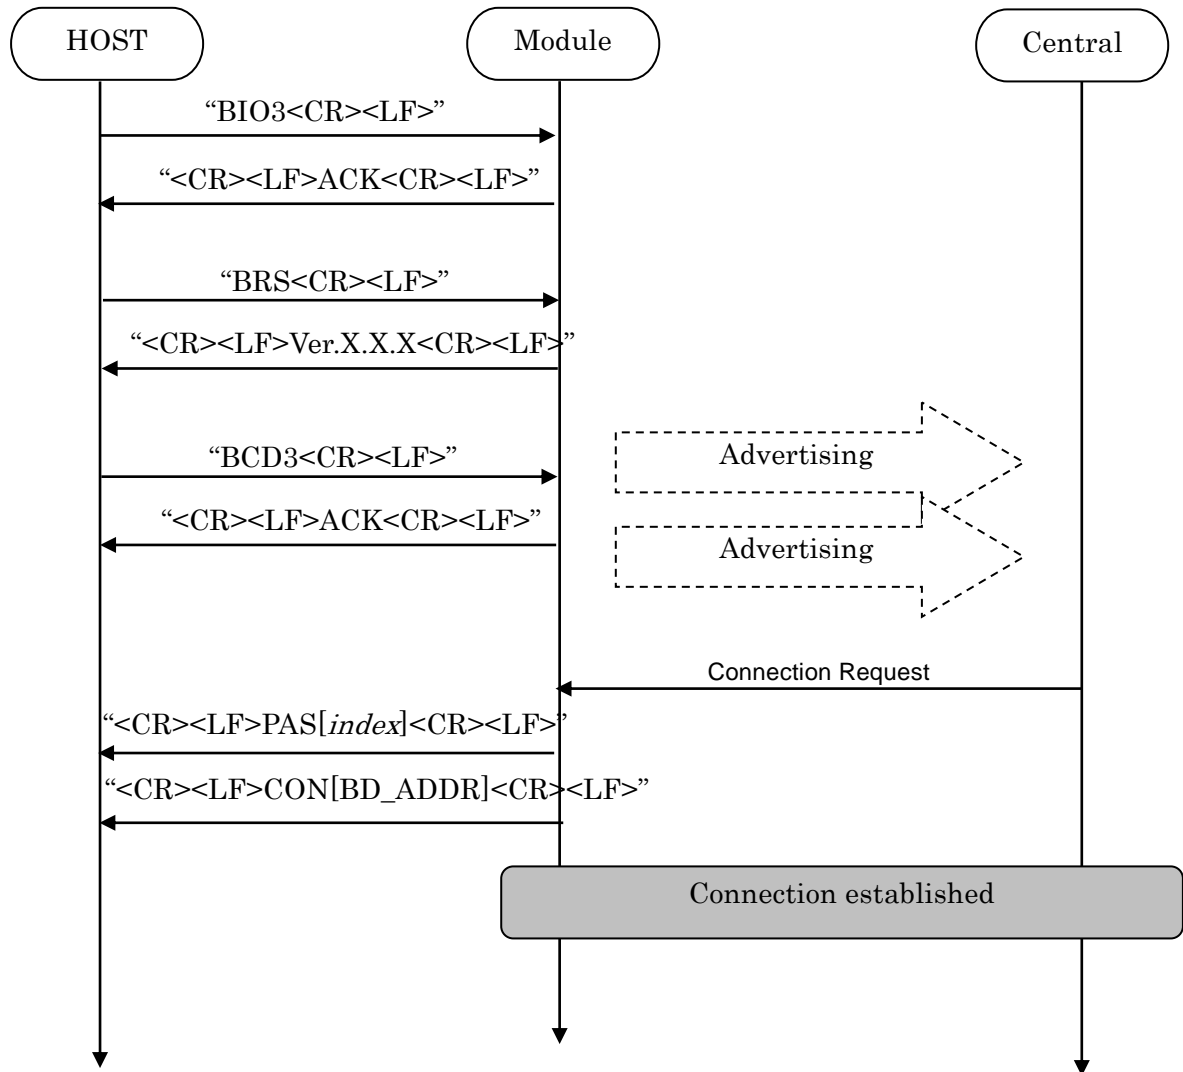 HOST
Module
Central
“BIO3<CR><LF>”
“<CR><LF>ACK<CR><LF>”
“BRS<CR><LF>”
“<CR><LF>Ver.X.X.X<CR><LF>”
“BCD3<CR><LF>”
Advertising
“<CR><LF>ACK<CR><LF>”
Advertising
Connection Request
“<CR><LF>PAS[index]<CR><LF>”
“<CR><LF>CON[BD_ADDR]<CR><LF>”
Connection established